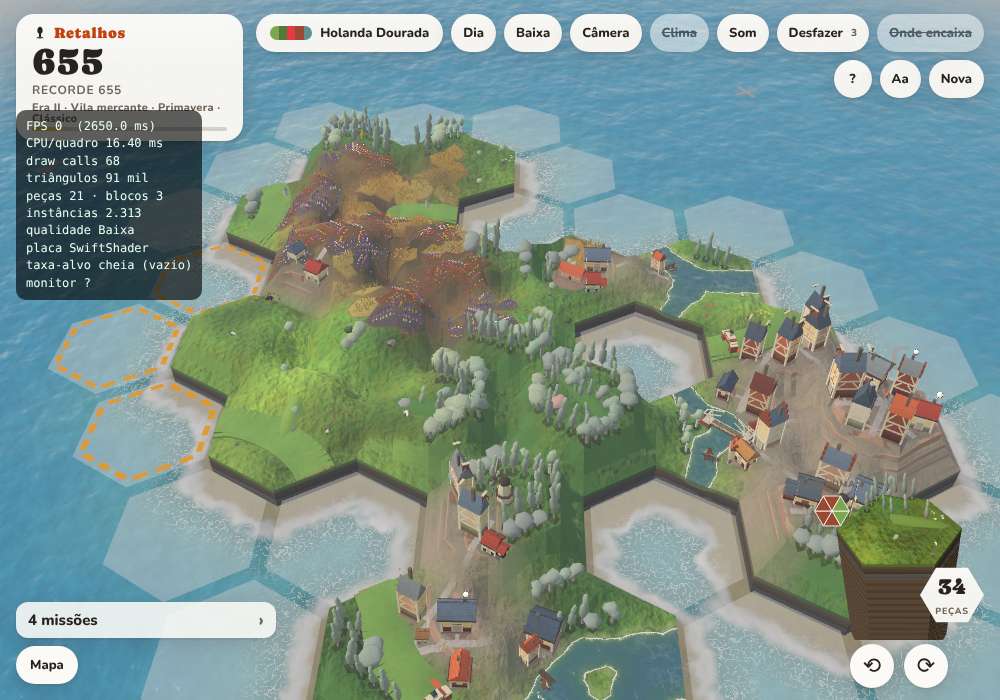 Retalhos
655
RECORDE 655
Era II · Vila mercante · Primavera ·
Clássico
FPS 0 (2650.0 ms)
CPU/quadro 16.40 ms
draw calls 68
triângulos 91 mil
peças 21 · blocos 3
instâncias 2.313
qualidade Baixa
placa SwiftShader
taxa-alvo cheia (vazio)
monitor ?
Holanda Dourada
Dia
Baixa
Câmera
Clima
Som
Desfazer 3
Onde encaixa
?
Aa
Nova
4 missões ›
Mapa
34
PEÇAS